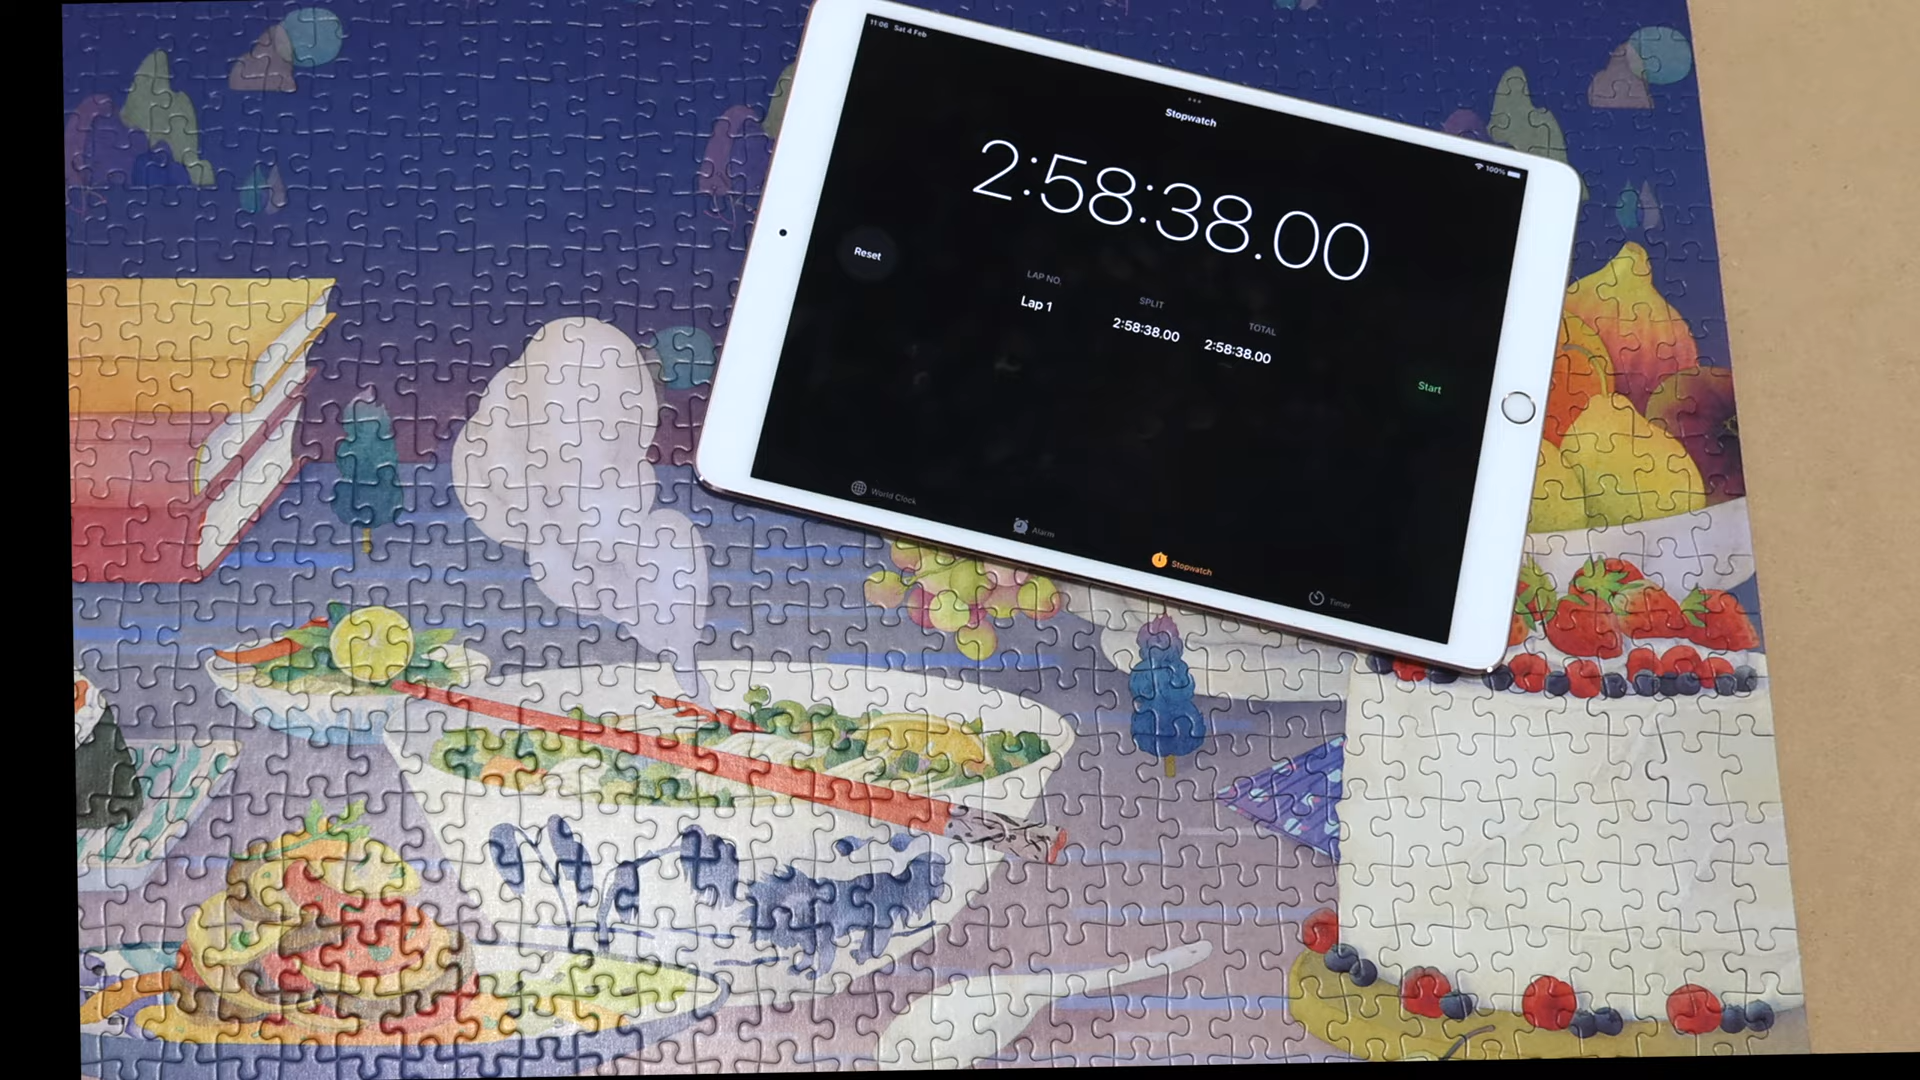 11:06 Sat 4 Feb
100%
Stopwatch
2:58:38.00
Reset
LAP NO. SPLIT TOTAL
Lap 1 2:58:38.00 2:58:38.00
Start
World Clock Alarm Stopwatch Timer